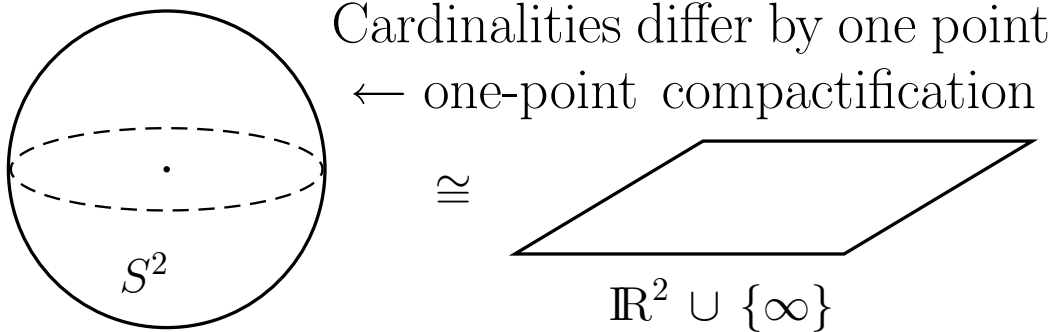 Cardinalities differ by one point
← one-point compactification
≅
S²
ℝ² ∪ {∞}